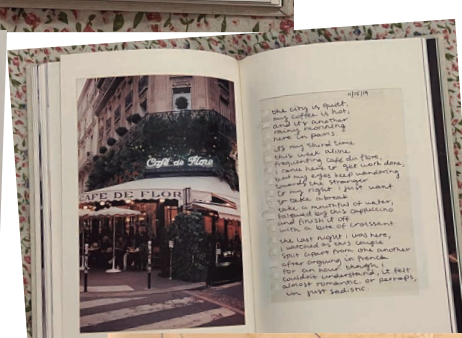 Café de Flore
CAFÉ DE FLOR
11/15/19
the city is quiet,
my coffee is hot,
and it's another
rainy morning
here in paris.
it's my third time
this week alone
frequenting café de flore,
i came here to get work done,
but my eyes keep wandering
towards the stranger
to my right. i just want
to take a break
take a mouthful of water,
followed by this cappuccino
and finish it off
with a bite of croissant
the last night i was here,
i watched as this couple
split apart from one another
after arguing in french
for an hour. though i
couldn't understand, it felt
almost romantic. or perhaps,
i'm just sadistic.